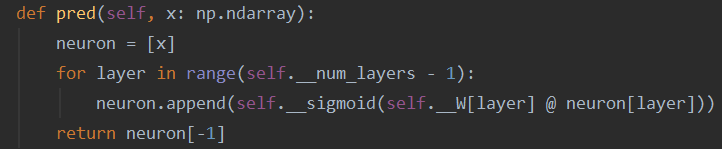 def pred(self, x: np.ndarray):
neuron = [x]
for layer in range(self.__num_layers - 1):
neuron.append(self.__sigmoid(self.__W[layer] @ neuron[layer]))
return neuron[-1]